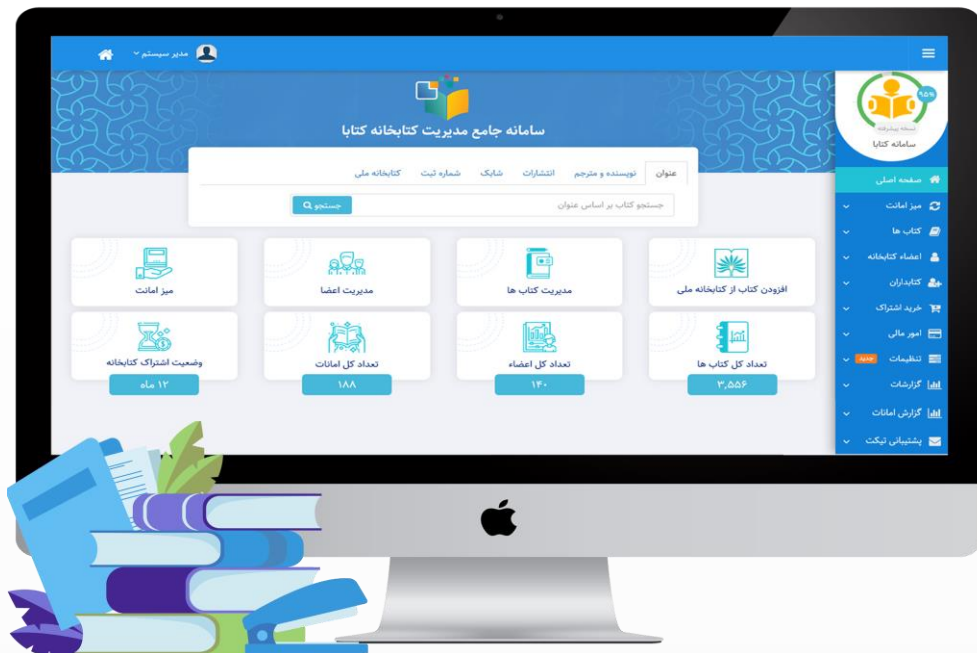 مدیر سیستم
۹۵%
نسخه پیشرفته
سامانه کتابا
سامانه جامع مدیریت کتابخانه کتابا
عنوان نویسنده و مترجم انتشارات شابک شماره ثبت کتابخانه ملی
جستجو کتاب بر اساس عنوان
جستجو
صفحه اصلی
میز امانت
کتاب ها
اعضاء کتابخانه
کتابداران
خرید اشتراک
امور مالی
تنظیمات جدید
گزارشات
گزارش امانات
پشتیبانی تیکت
افزودن کتاب از کتابخانه ملی
مدیریت کتاب ها
مدیریت اعضا
میز امانت
تعداد کل کتاب ها
۳,۵۵۶
تعداد کل اعضاء
۱۴۰
تعداد کل امانات
۱۸۸
وضعیت اشتراک کتابخانه
۱۲ ماه